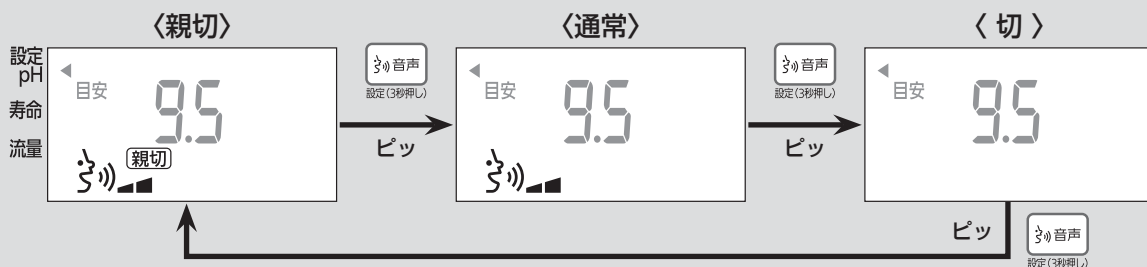 〈親切〉
〈通常〉
〈 切 〉
設定
pH
寿命
流量
目安
9.5
親切
音声
設定(3秒押し)
ピッ
目安
9.5
音声
設定(3秒押し)
ピッ
目安
9.5
ピッ
音声
設定(3秒押し)